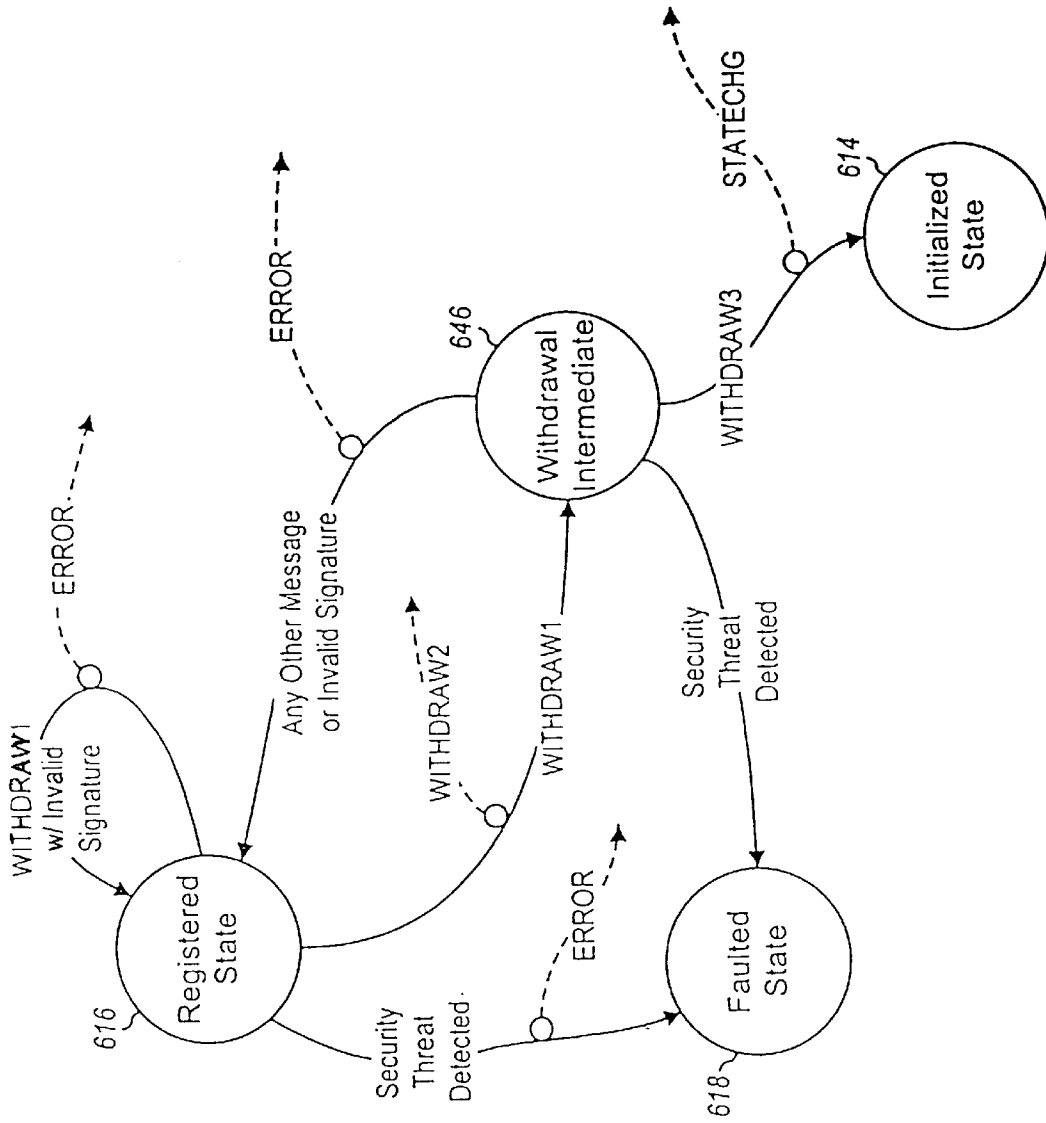 WITHDRAW1
w/ Invalid
Signature
ERROR
616
Registered
State
Any Other Message
or Invalid Signature
ERROR
WITHDRAW2
WITHDRAW1
646
Withdrawal
Intermediate
Security
Threat
Detected
ERROR
Security
Threat
Detected
WITHDRAW3
STATECHG
618
Faulted
State
614
Initialized
State